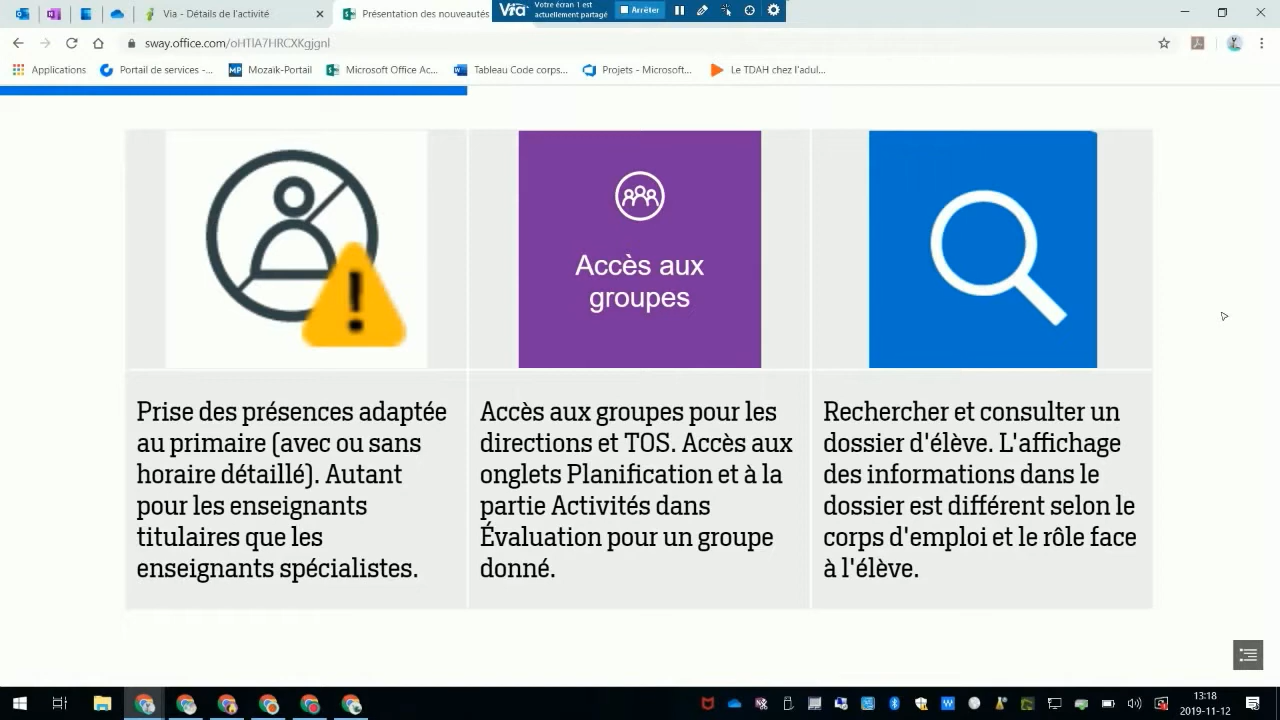 Via - Détails de l'activité
Présentation des nouveautés
Via
Votre écran 1 est
actuellement partagé
Arrêter
sway.office.com/oHTlA7HRCXKgjgnl
Applications
Portail de services -...
MP
Mozaïk-Portail
Microsoft Office Ac...
Tableau Code corps...
Projets - Microsoft...
Le TDAH chez l'adul...
Accès aux
groupes
Prise des présences adaptée
au primaire (avec ou sans
horaire détaillé). Autant
pour les enseignants
titulaires que les
enseignants spécialistes.
Accès aux groupes pour les
directions et TOS. Accès aux
onglets Planification et à la
partie Activités dans
Évaluation pour un groupe
donné.
Rechercher et consulter un
dossier d'élève. L'affichage
des informations dans le
dossier est différent selon le
corps d'emploi et le rôle face
à l'élève.
13:18
2019-11-12